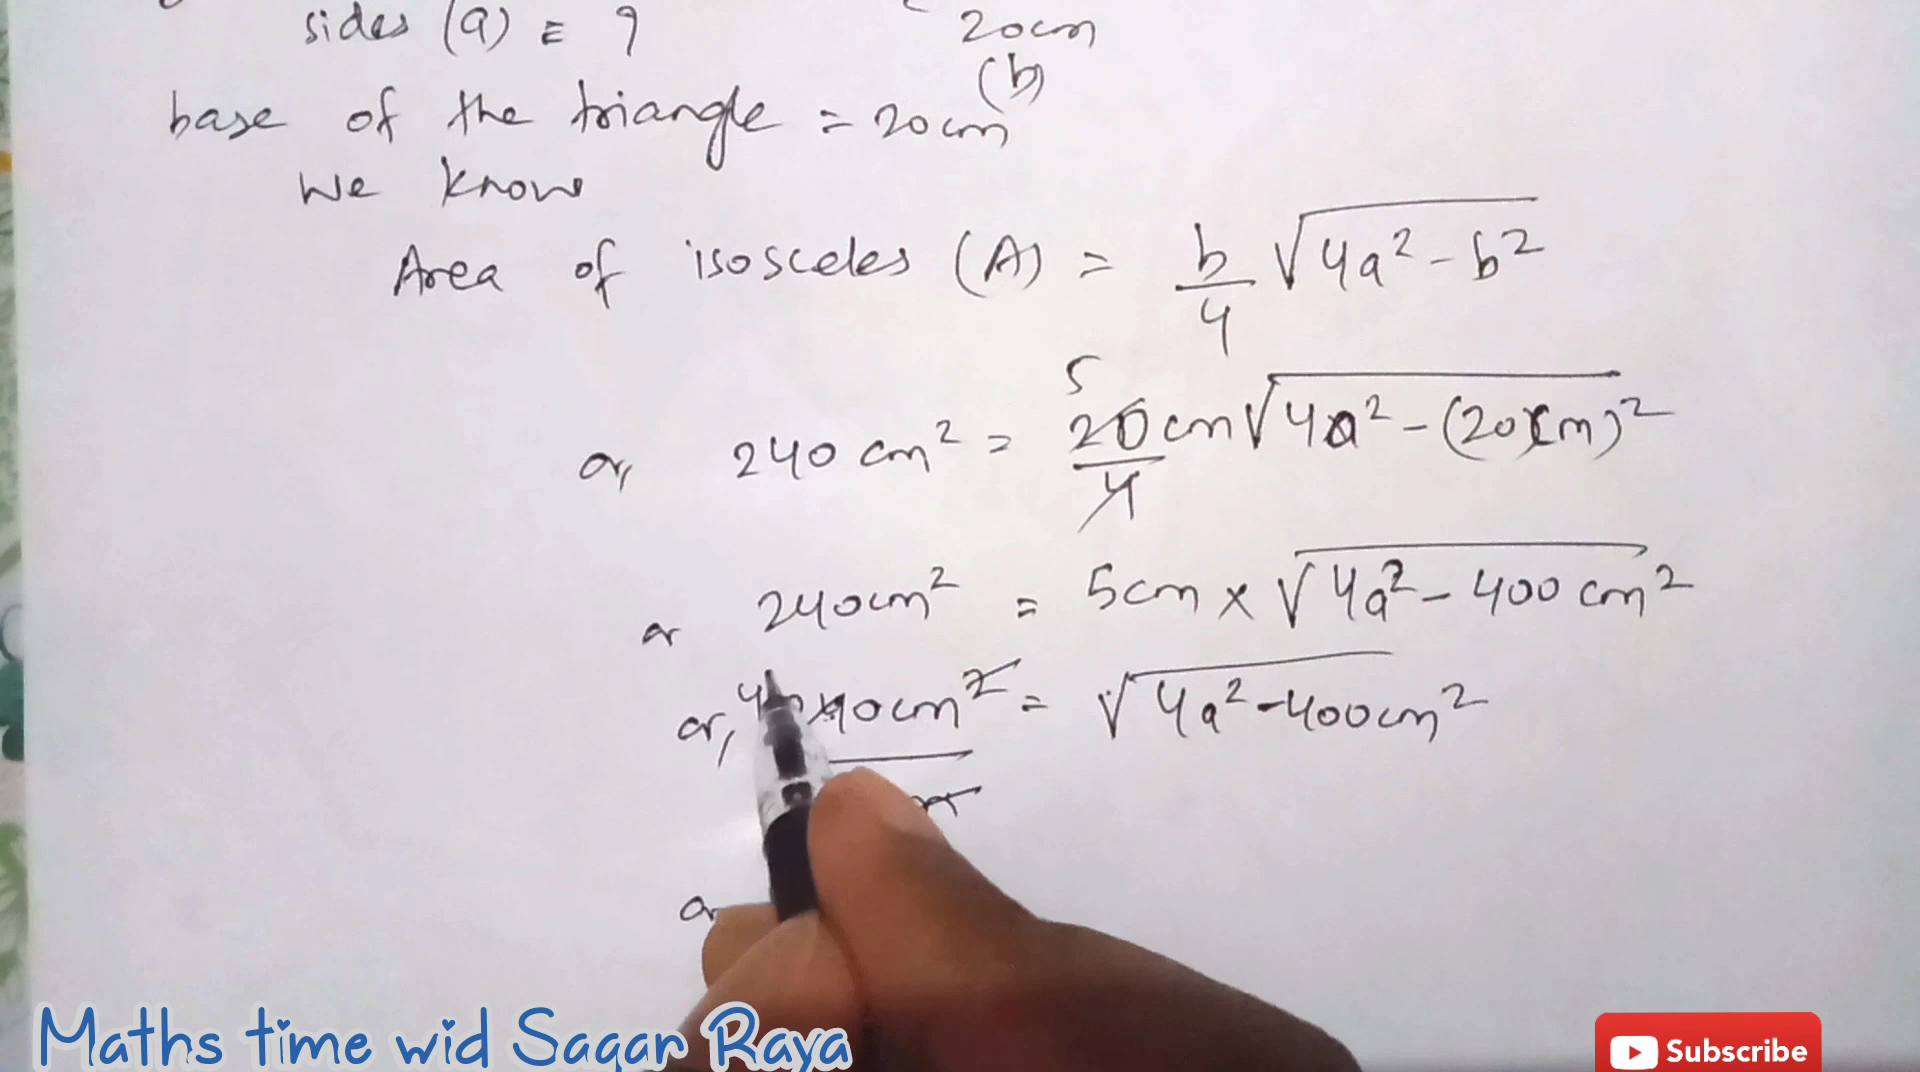 sides (a) = ?
20cm
(b)
base of the triangle = 20cm
We know
Area of isosceles (A) = b/4 √4a² - b²
5
or, 240 cm² = 20cm/4 √4a² - (20cm)²
or 240cm² = 5cm × √4a² - 400 cm²
or, cm² = √4a² - 400cm²
or
Maths time wid Sagar Raya
Subscribe